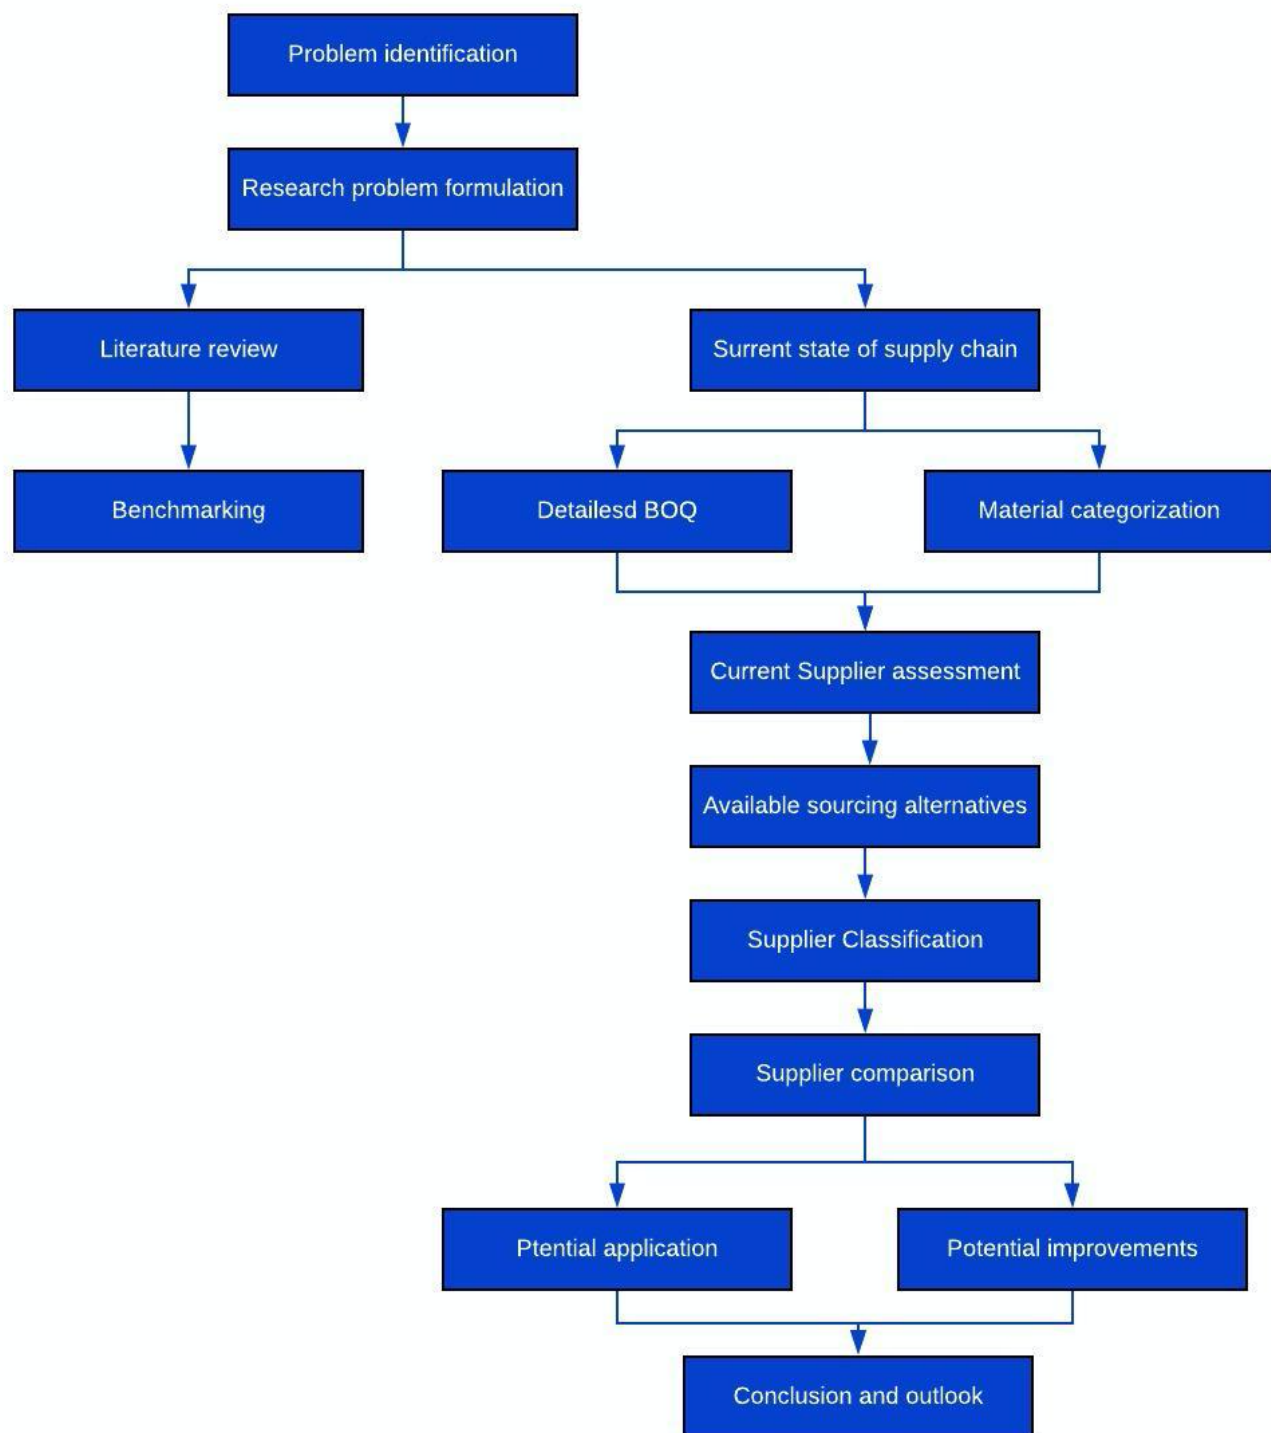 Problem identification
Research problem formulation
Literature review
Surrent state of supply chain
Benchmarking
Detailesd BOQ
Material categorization
Current Supplier assessment
Available sourcing alternatives
Supplier Classification
Supplier comparison
Ptential application
Potential improvements
Conclusion and outlook